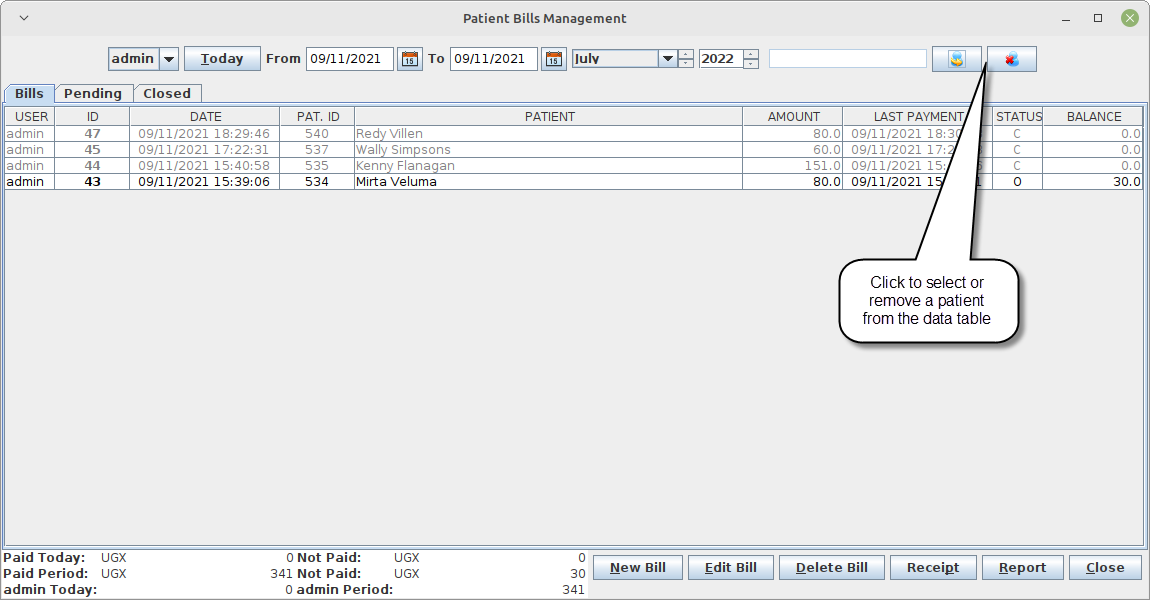 Patient Bills Management
admin Today From 09/11/2021 15 To 09/11/2021 15 July 2022
Bills Pending Closed
USER ID DATE PAT. ID PATIENT AMOUNT LAST PAYMENT STATUS BALANCE
admin 47 09/11/2021 18:29:46 540 Redy Villen 80.0 09/11/2021 18:30 C 0.0
admin 45 09/11/2021 17:22:31 537 Wally Simpsons 60.0 09/11/2021 17:2 C 0.0
admin 44 09/11/2021 15:40:58 535 Kenny Flanagan 151.0 09/11/2021 15: C 0.0
admin 43 09/11/2021 15:39:06 534 Mirta Veluma 80.0 09/11/2021 15 O 30.0
Click to select or
remove a patient
from the data table
Paid Today: UGX 0 Not Paid: UGX 0
Paid Period: UGX 341 Not Paid: UGX 30
admin Today: 0 admin Period: 341
New Bill Edit Bill Delete Bill Receipt Report Close